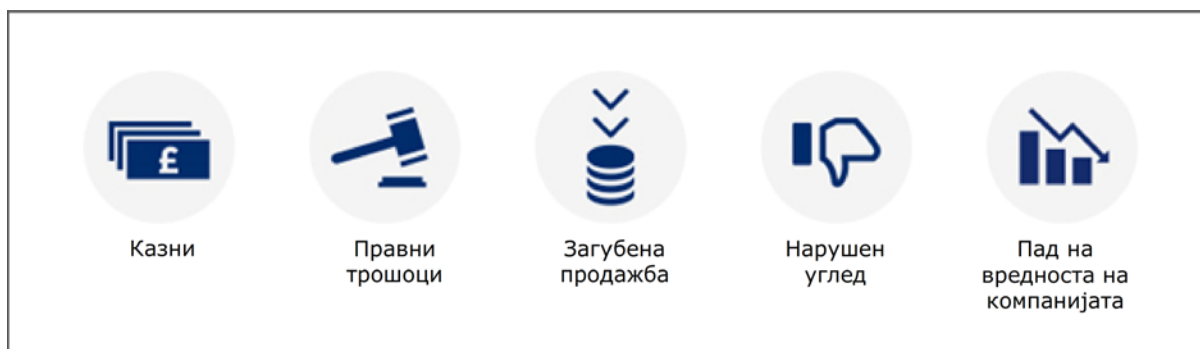 £
Казни
Правни
трошоци
Загубена
продажба
Нарушен
углед
Пад на
вредноста на
компанијата